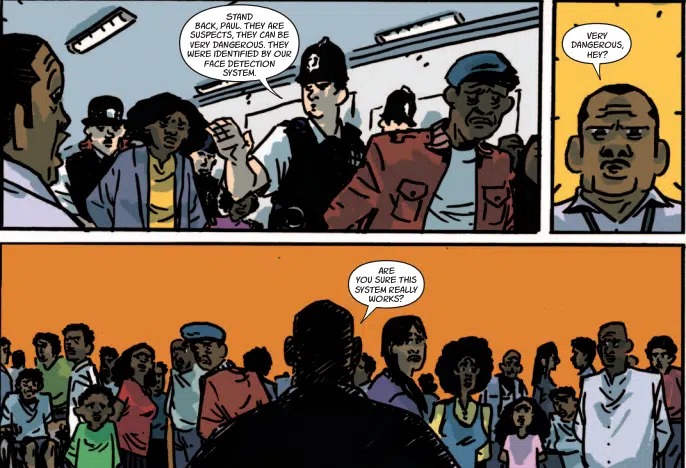 STAND
BACK, PAUL. THEY ARE
SUSPECTS, THEY CAN BE
VERY DANGEROUS. THEY
WERE IDENTIFIED BY OUR
FACE DETECTION
SYSTEM.
VERY
DANGEROUS,
HEY?
ARE
YOU SURE THIS
SYSTEM REALLY
WORKS?